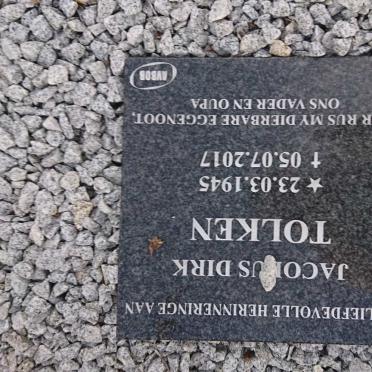 LIEFDEVOLLE HERINNERINGE AAN
JACOBUS DIRK
TOLKEN
★ 23.03.1945
† 05.07.2017
R RUS MY DIERBARE EGGENOOT,
ONS VADER EN OUPA
AVBOB